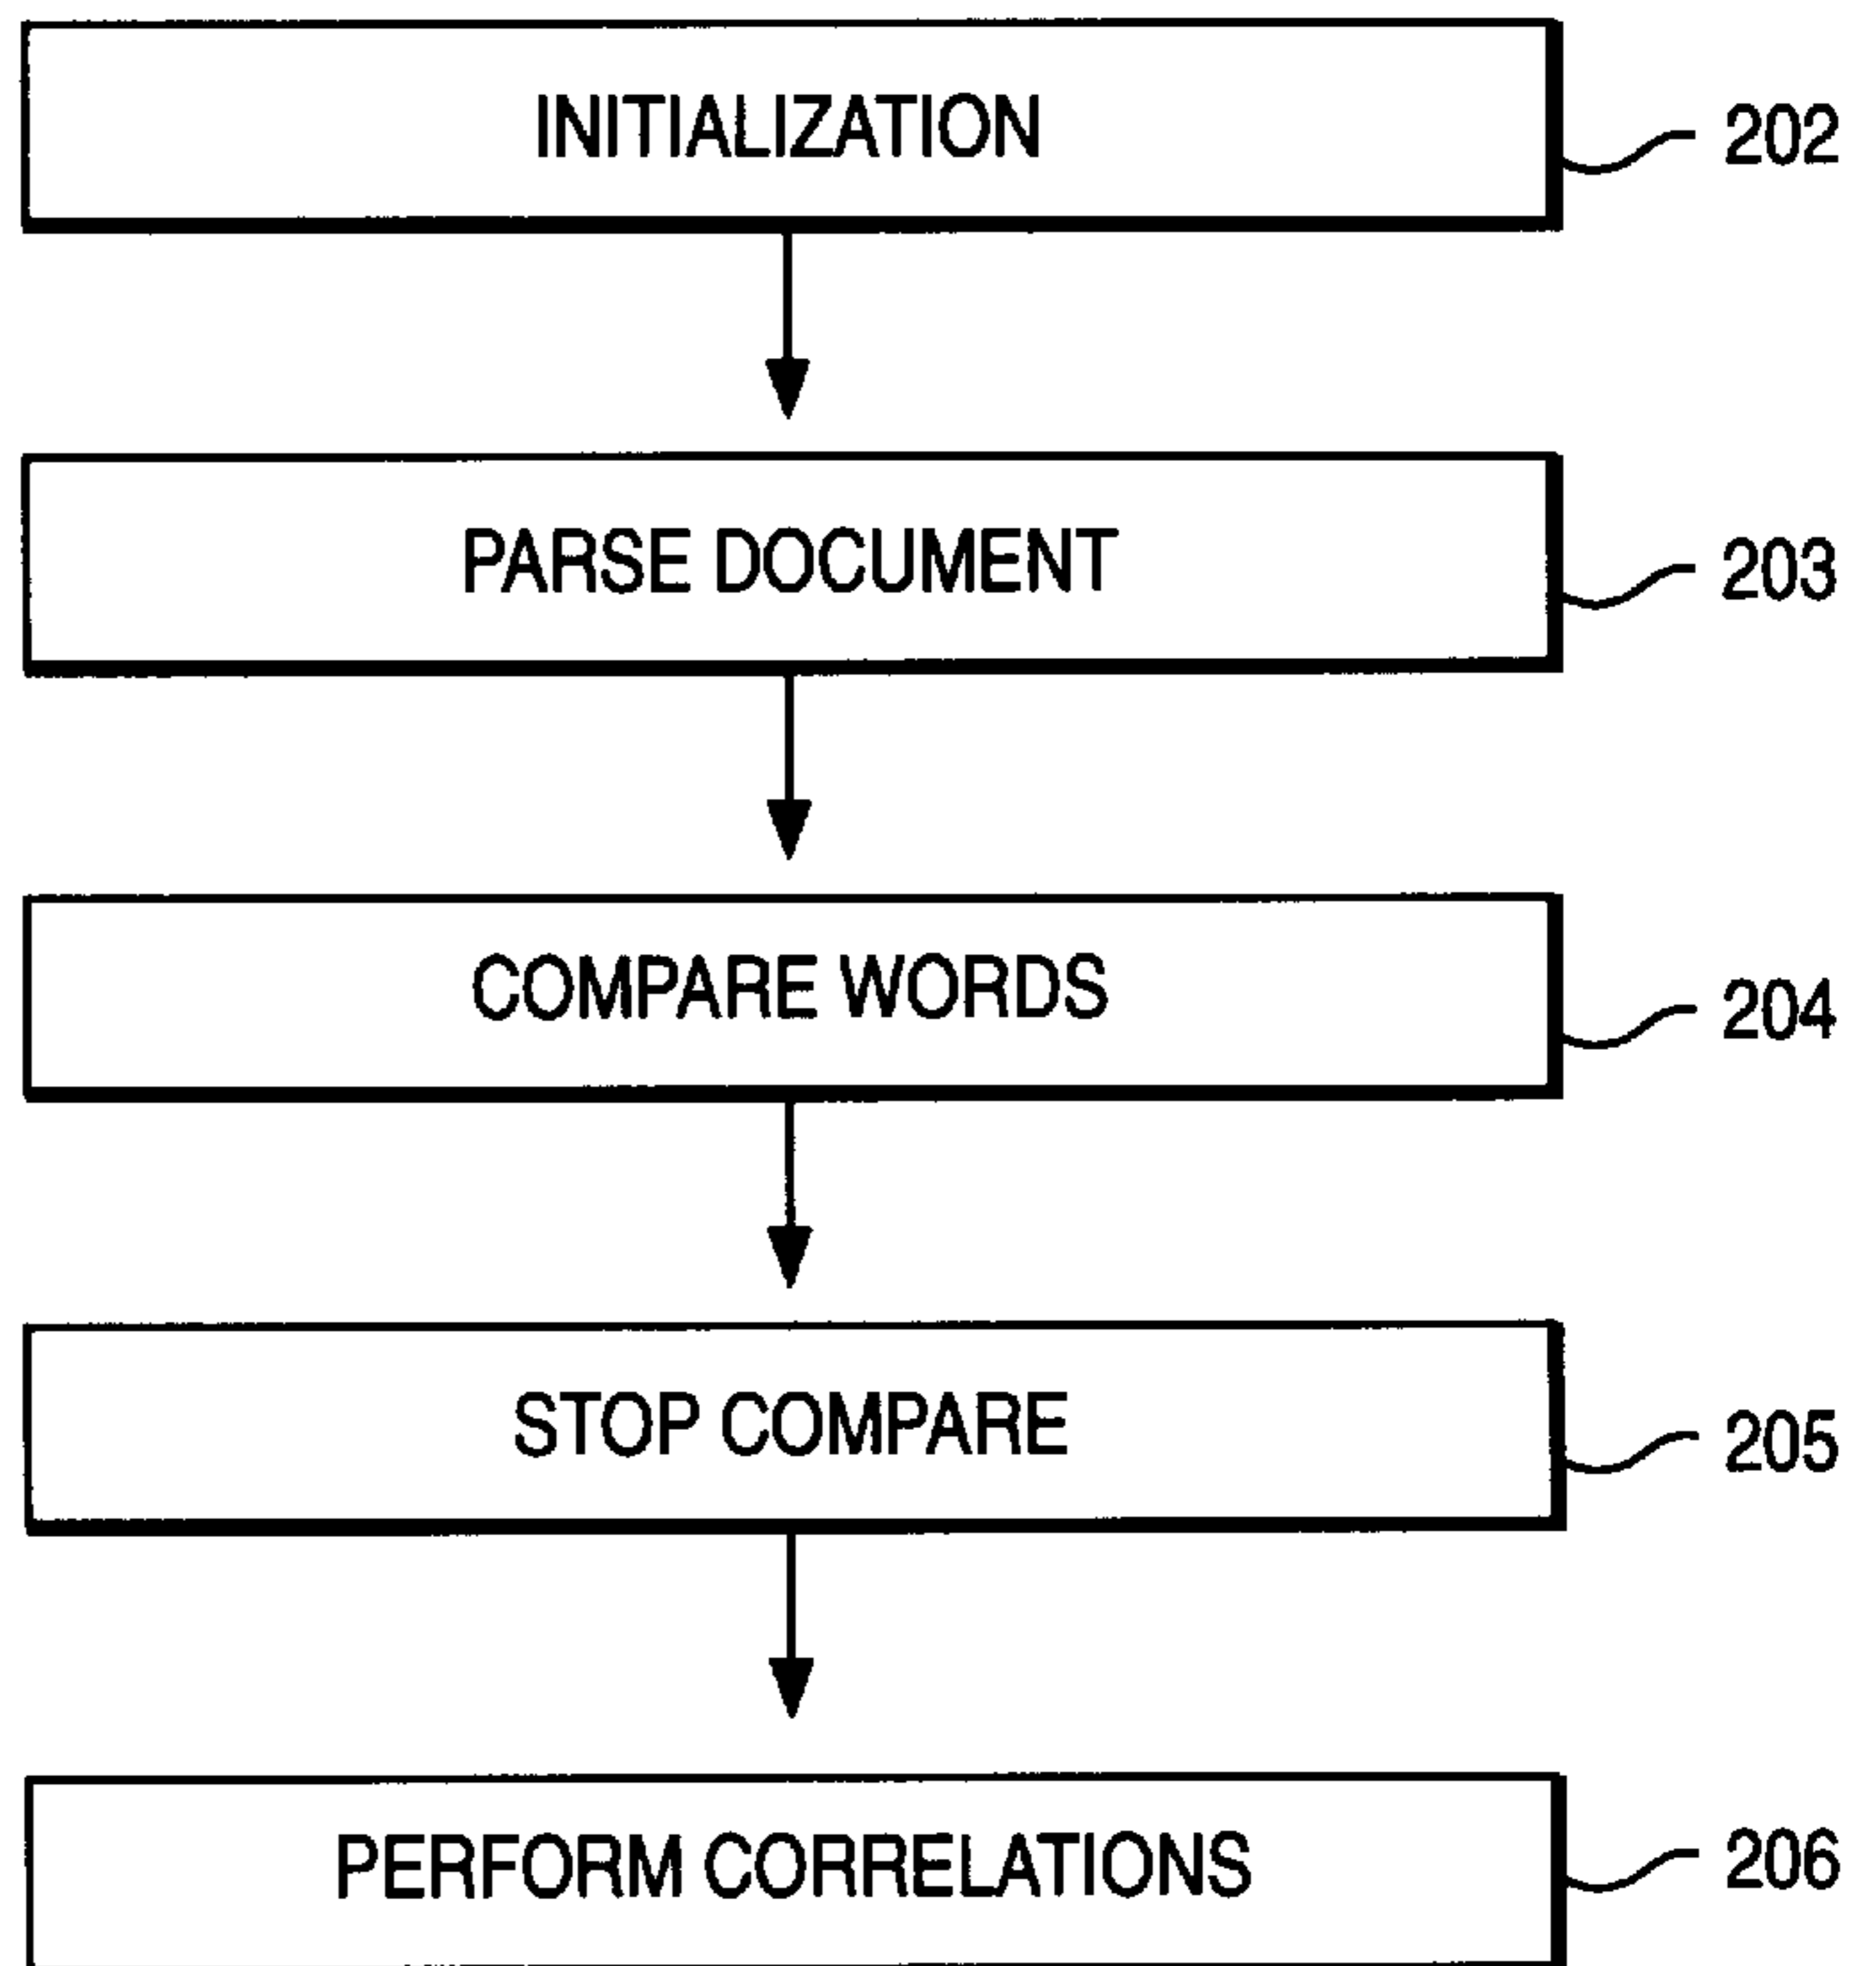 INITIALIZATION 202
PARSE DOCUMENT 203
COMPARE WORDS 204
STOP COMPARE 205
PERFORM CORRELATIONS 206